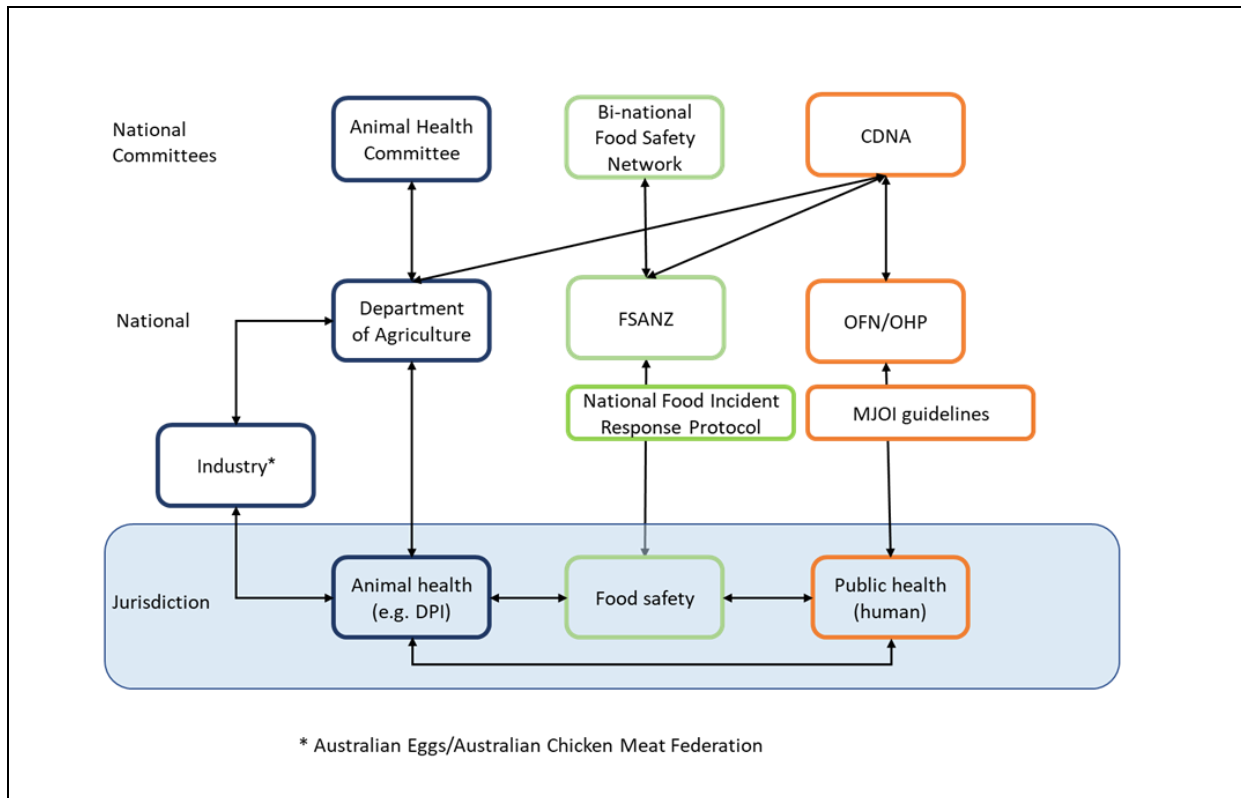 National
Committees
Animal Health
Committee
Bi-national
Food Safety
Network
CDNA
National
Department
of Agriculture
FSANZ
OFN/OHP
National Food Incident
Response Protocol
MJOI guidelines
Industry*
Jurisdiction
Animal health
(e.g. DPI)
Food safety
Public health
(human)
* Australian Eggs/Australian Chicken Meat Federation